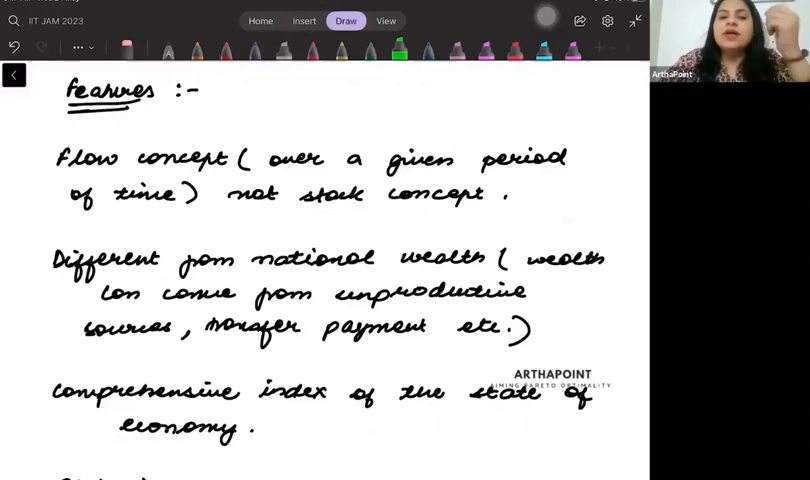 IIT JAM 2023
Home Insert Draw View
Features :-
Flow concept ( over a given period
of time) not stock concept .
Different from national wealth ( wealth
can come from unproductive
sources, transfer payment etc.)
ARTHAPOINT
AIMING PARETO OPTIMALITY
Comprehensive index of the state of
economy.
ArthaPoint